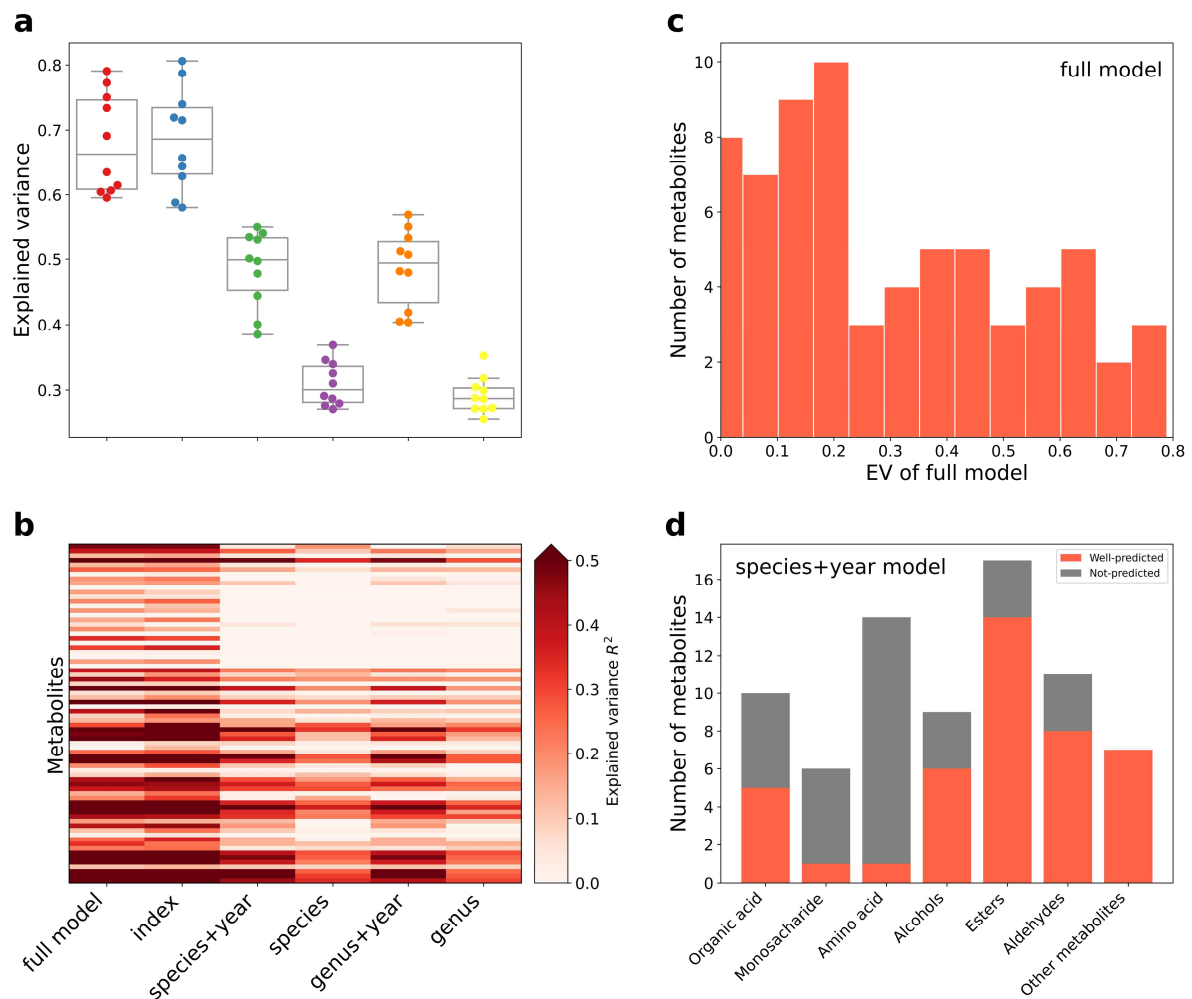 a
Explained variance
0.8
0.7
0.6
0.5
0.4
0.3
b
Metabolites
full model
index
species+year
species
genus+year
genus
0.5
0.4
0.3
0.2
0.1
0.0
Explained variance R²
c
Number of metabolites
10
8
6
4
2
0
full model
0.0 0.1 0.2 0.3 0.4 0.5 0.6 0.7 0.8
EV of full model
d
Number of metabolites
16
14
12
10
8
6
4
2
0
species+year model
Well-predicted
Not-predicted
Organic acid
Monosacharide
Amino acid
Alcohols
Esters
Aldehydes
Other metabolites